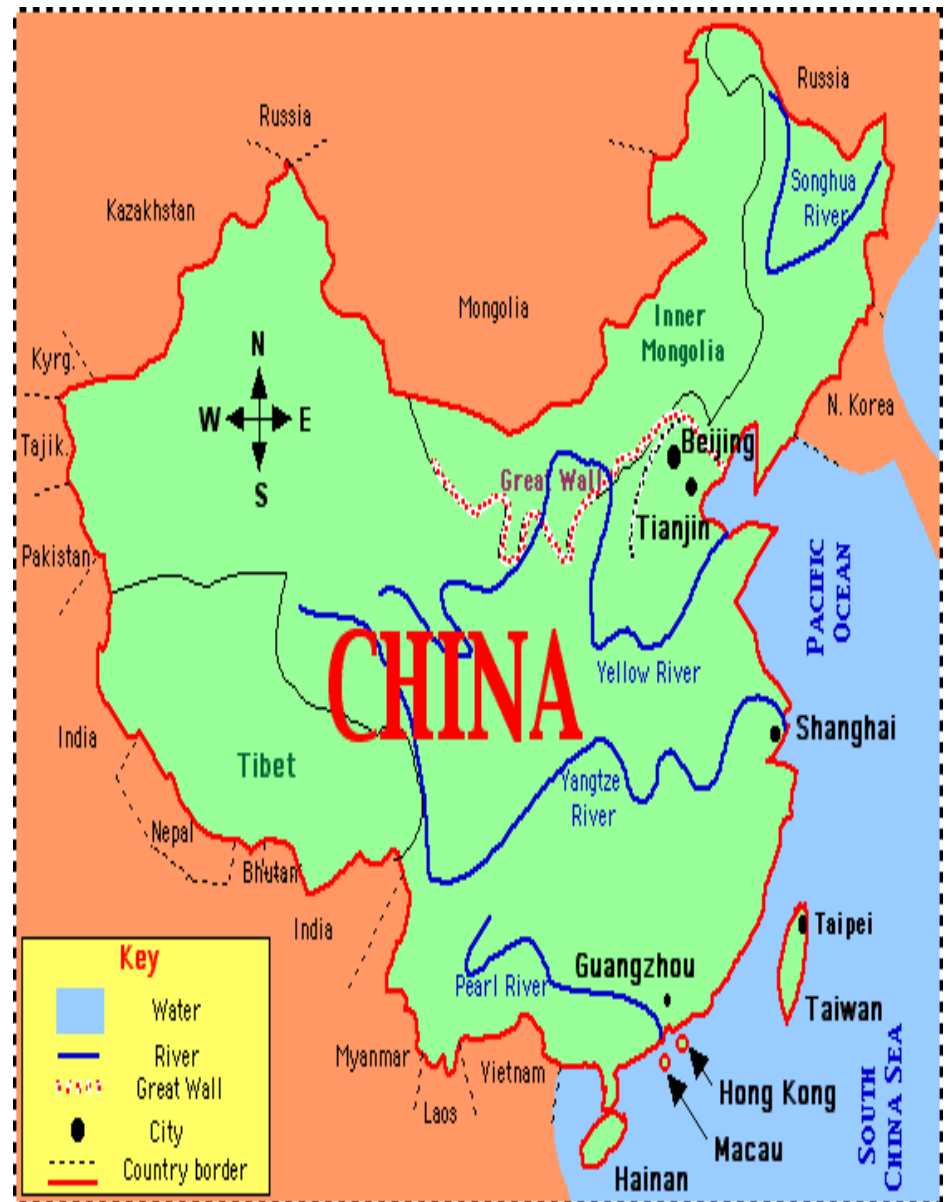 Russia
Russia
Kazakhstan
Songhua
River
Mongolia
Inner
Mongolia
N
W E
S
Kyrg.
N. Korea
Tajik.
Beijing
Great Wall
Tianjin
Pakistan
PACIFIC
OCEAN
CHINA
Yellow River
India
Shanghai
Tibet
Yangtze
River
Nepal
Bhutan
India
Taipei
Key
Guangzhou
Pearl River
Water
Taiwan
River
Myanmar
Vietnam
Great Wall
Hong Kong
Laos
City
Macau
SOUTH
CHINA SEA
Country border
Hainan